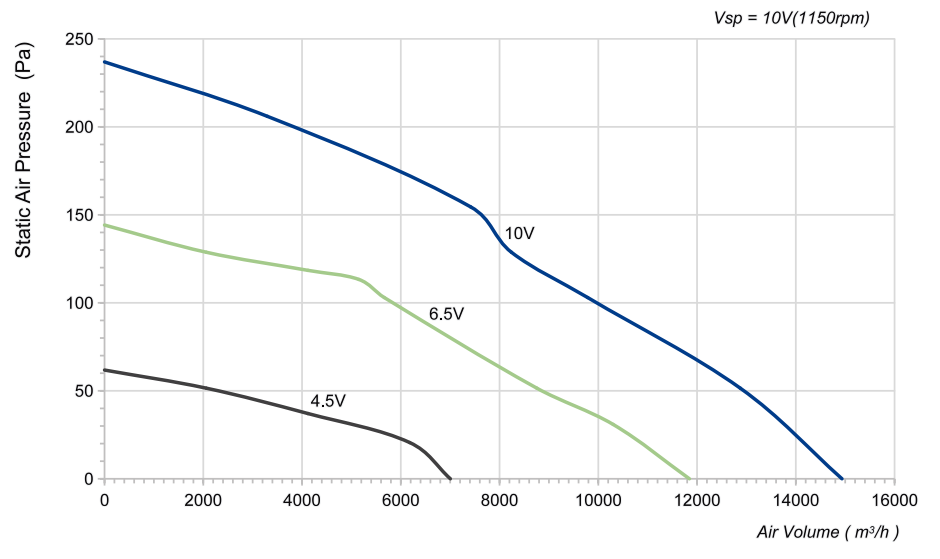 Vsp = 10V(1150rpm)
Static Air Pressure (Pa)
250
200
150
100
50
0
10V
6.5V
4.5V
0 2000 4000 6000 8000 10000 12000 14000 16000
Air Volume ( m³/h )